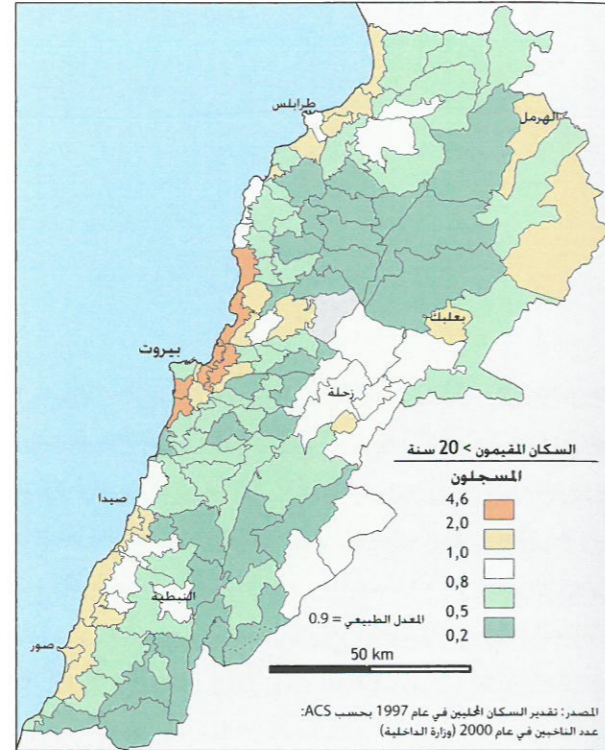 طرابلس
الهرمل
بعلبك
بيروت
زحلة
السكان المقيمون > 20 سنة
المسجلون
4,6
2,0
1,0
0,8
0,5
0,2
صيدا
النبطية
المعدل الطبيعي = 0.9
صور
50 km
المصدر: تقدير السكان المحليين في عام 1997 بحسب ACS:
عدد الناخبين في عام 2000 (وزارة الداخلية)